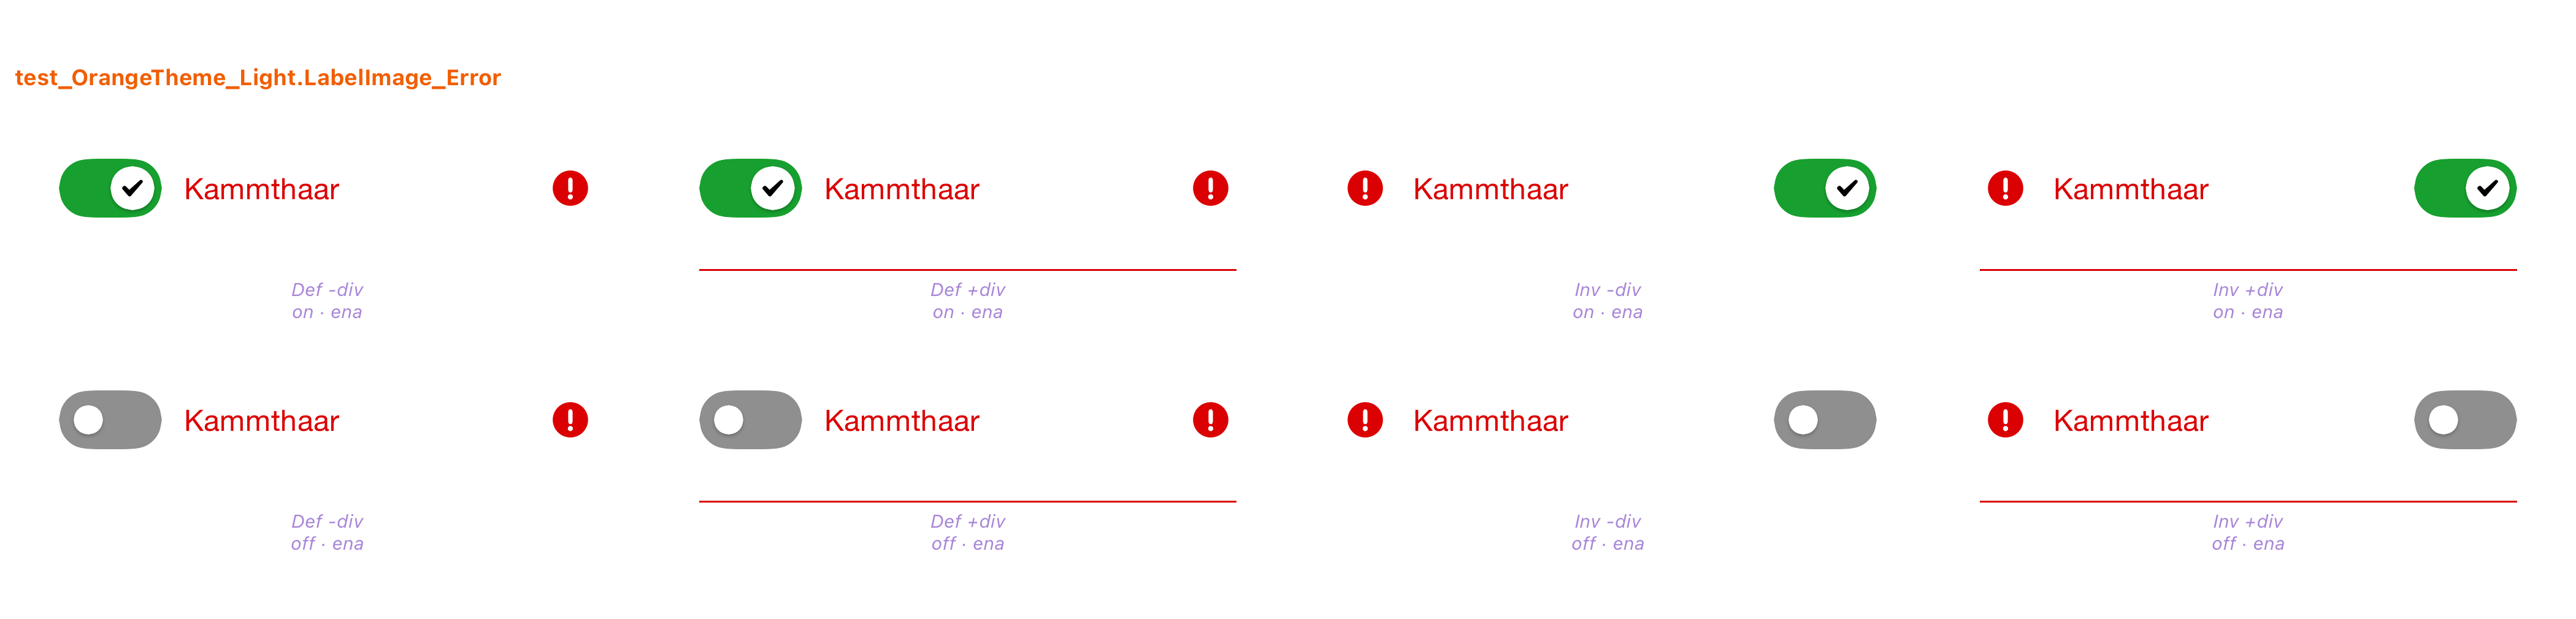 test_OrangeTheme_Light.LabelImage_Error
Kammthaar
Kammthaar
Kammthaar
Kammthaar
Def -div
on · ena
Def +div
on · ena
Inv -div
on · ena
Inv +div
on · ena
Kammthaar
Kammthaar
Kammthaar
Kammthaar
Def -div
off · ena
Def +div
off · ena
Inv -div
off · ena
Inv +div
off · ena